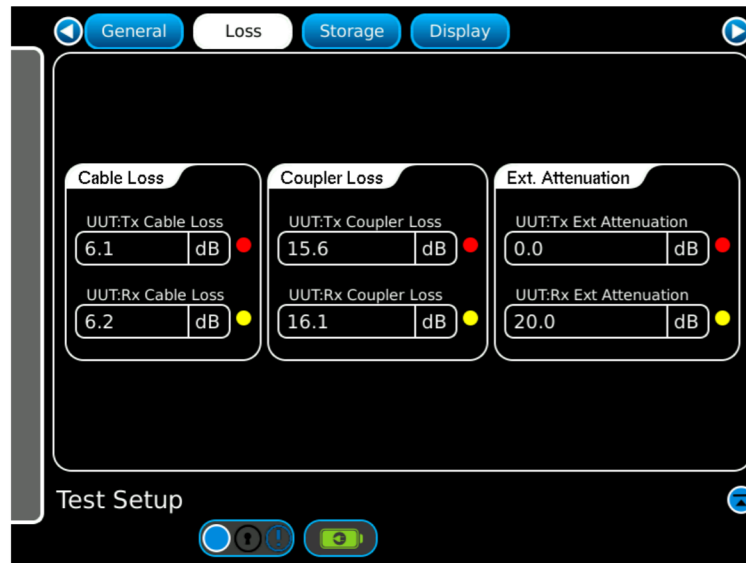 General Loss Storage Display
Cable Loss
UUT:Tx Cable Loss
6.1 dB
UUT:Rx Cable Loss
6.2 dB
Coupler Loss
UUT:Tx Coupler Loss
15.6 dB
UUT:Rx Coupler Loss
16.1 dB
Ext. Attenuation
UUT:Tx Ext Attenuation
0.0 dB
UUT:Rx Ext Attenuation
20.0 dB
Test Setup